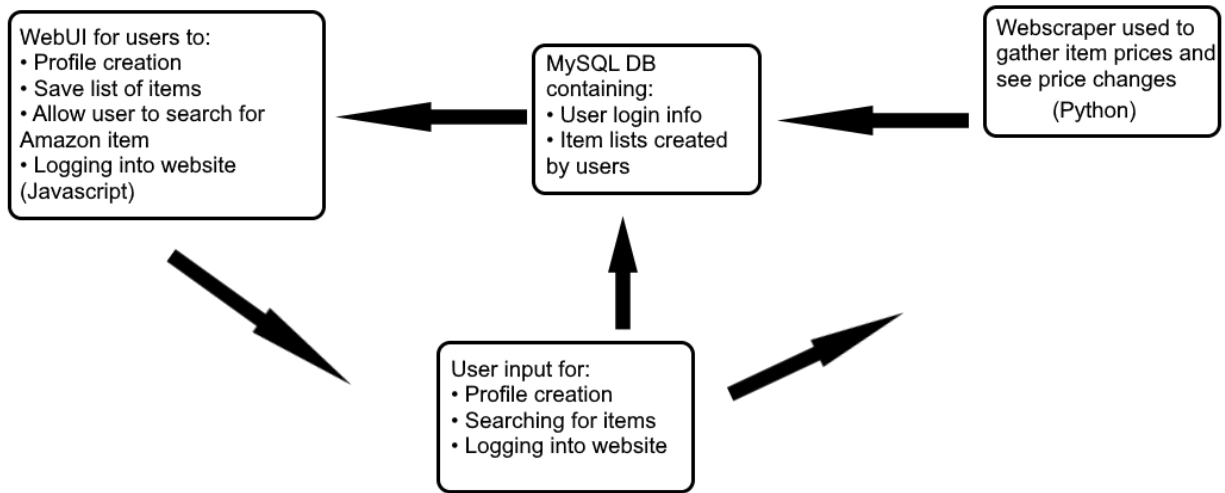 WebUI for users to:
• Profile creation
• Save list of items
• Allow user to search for
Amazon item
• Logging into website
(Javascript)
MySQL DB
containing:
• User login info
• Item lists created
by users
Webscraper used to
gather item prices and
see price changes
(Python)
User input for:
• Profile creation
• Searching for items
• Logging into website